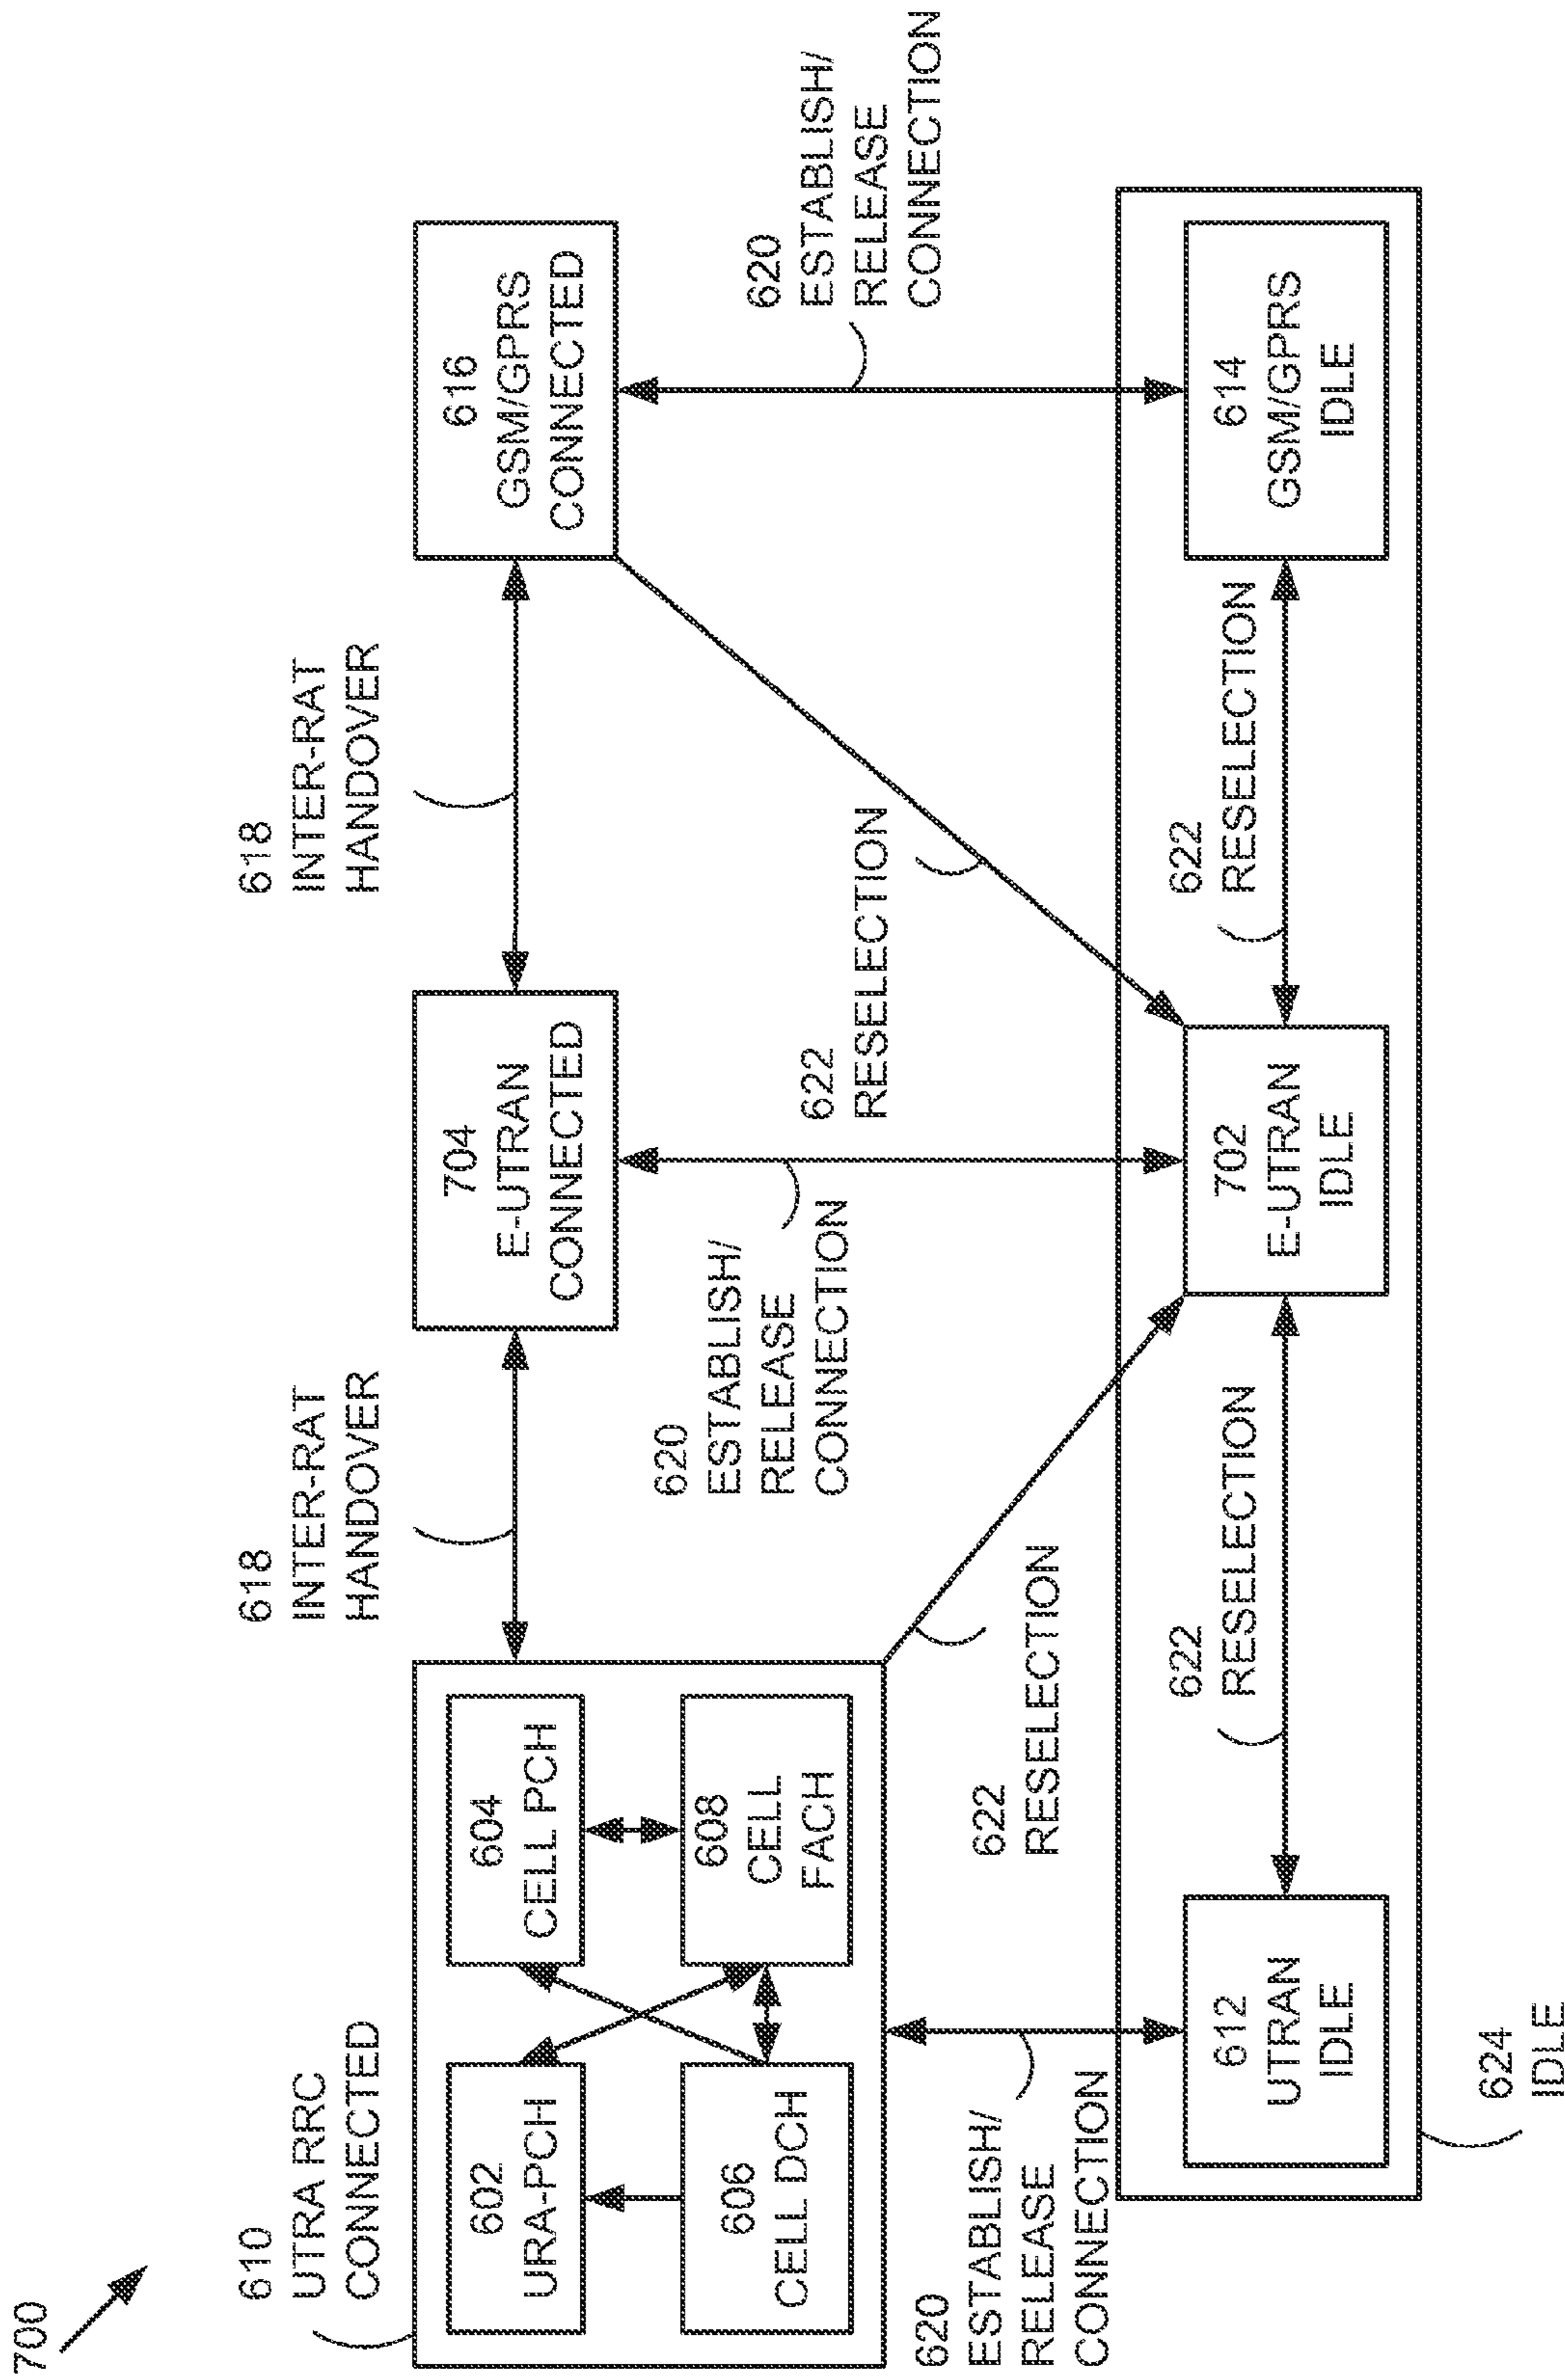 700
610
UTRA RRC
CONNECTED
618
INTER-RAT
HANDOVER
618
INTER-RAT
HANDOVER
602
URA-PCH
604
CELL PCH
606
CELL DCH
608
CELL
FACH
704
E-UTRAN
CONNECTED
616
GSM/GPRS
CONNECTED
620
ESTABLISH/
RELEASE
CONNECTION
622
RESELECTION
620
ESTABLISH/
RELEASE
CONNECTION
622
RESELECTION
620
ESTABLISH/
RELEASE
CONNECTION
612
UTRAN
IDLE
622
RESELECTION
702
E-UTRAN
IDLE
622
RESELECTION
614
GSM/GPRS
IDLE
624
IDLE